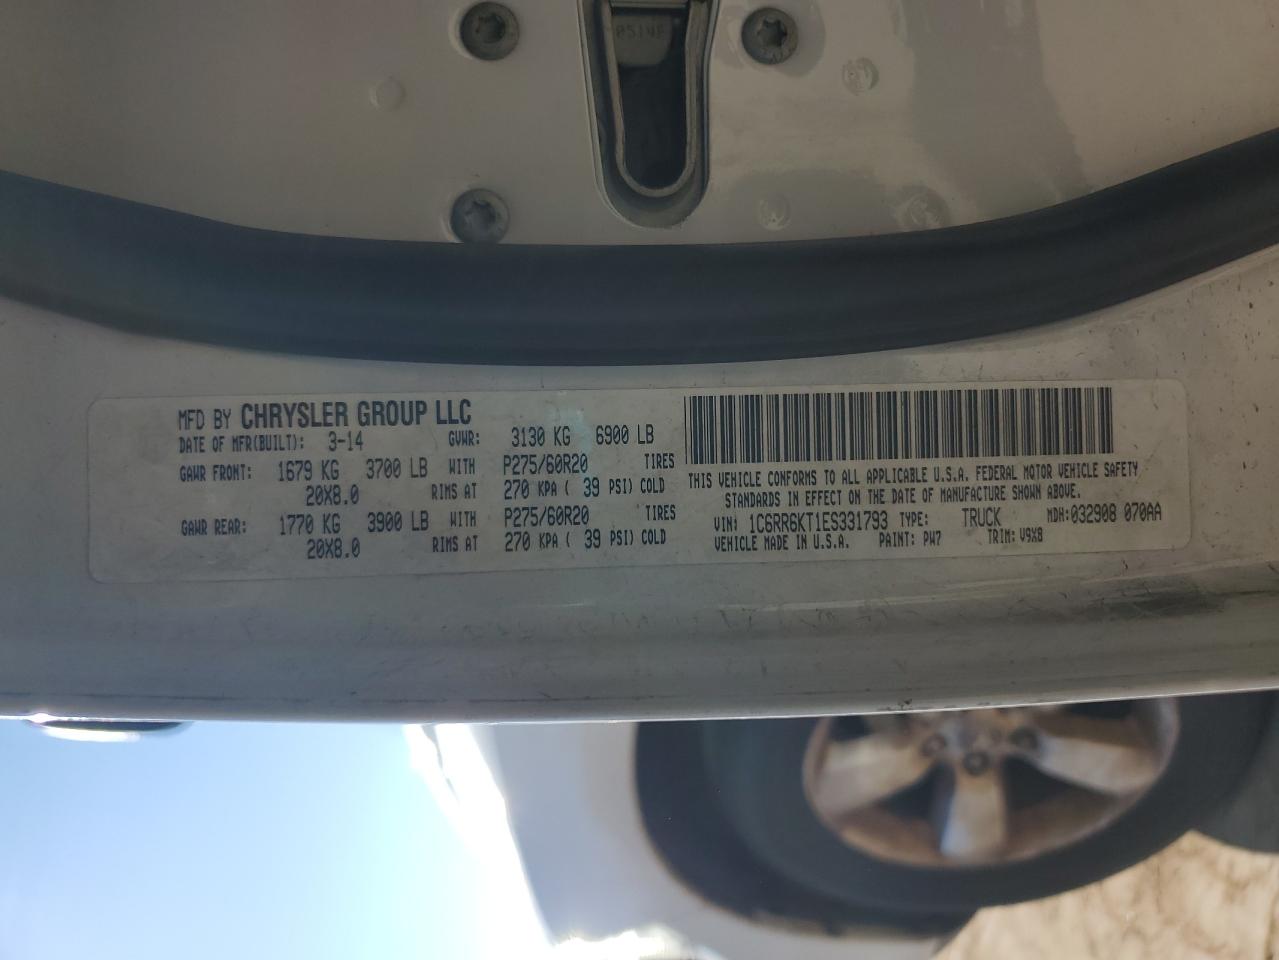 0514F
MFD BY CHRYSLER GROUP LLC
DATE OF MFR(BUILT): 3-14 GVWR: 3130 KG 6900 LB
GAWR FRONT: 1679 KG 3700 LB WITH P275/60R20 TIRES
20X8.0 RIMS AT 270 KPA ( 39 PSI) COLD
GAWR REAR: 1770 KG 3900 LB WITH P275/60R20 TIRES
20X8.0 RIMS AT 270 KPA ( 39 PSI) COLD
THIS VEHICLE CONFORMS TO ALL APPLICABLE U.S.A. FEDERAL MOTOR VEHICLE SAFETY
STANDARDS IN EFFECT ON THE DATE OF MANUFACTURE SHOWN ABOVE.
VIN: 1C6RR6KT1ES331793 TYPE: TRUCK MDH: 032908 070AA
VEHICLE MADE IN U.S.A. PAINT: PW7 TRIM: V9X8